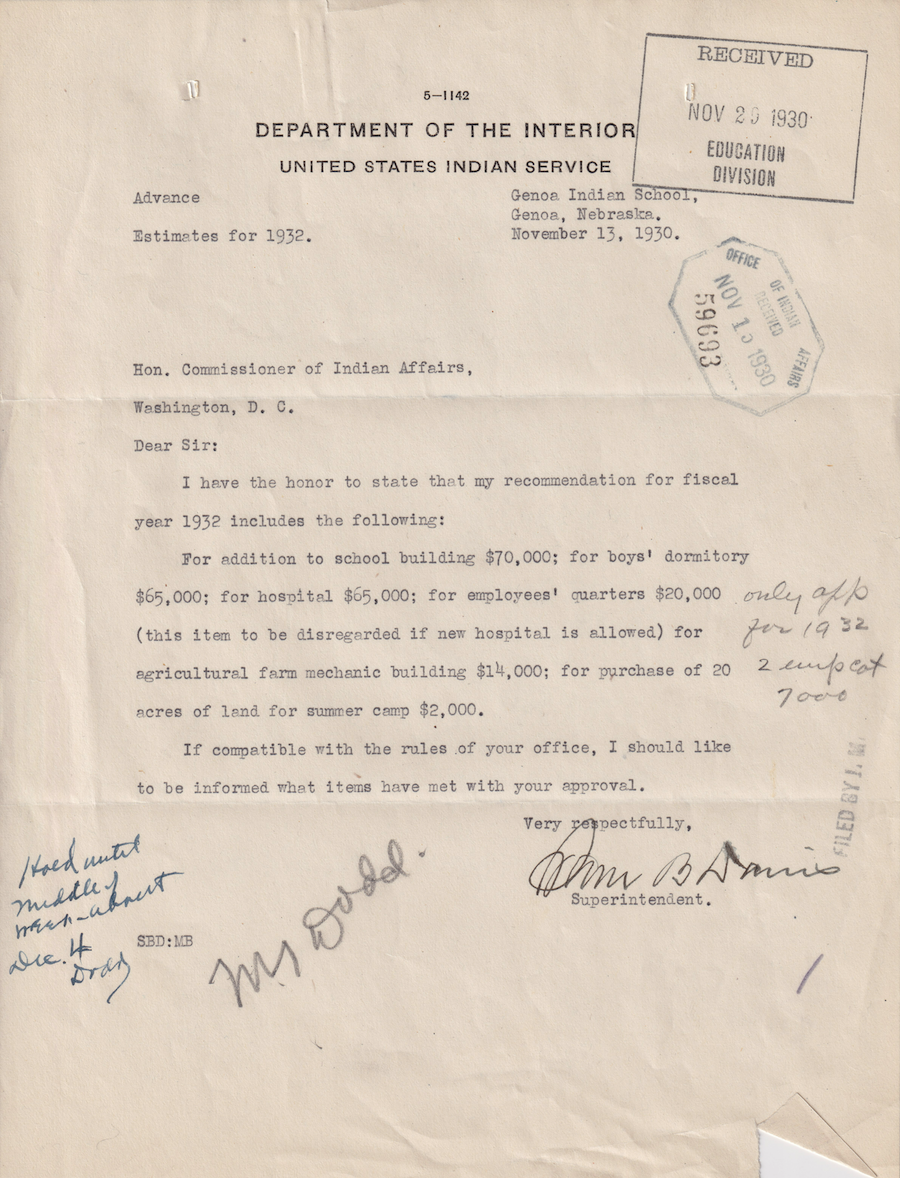 RECEIVED
NOV 20 1930
EDUCATION
DIVISION
5—1142
DEPARTMENT OF THE INTERIOR
UNITED STATES INDIAN SERVICE
Advance
Estimates for 1932.
Genoa Indian School,
Genoa, Nebraska.
November 13, 1930.
OFFICE OF INDIAN AFFAIRS
RECEIVED
NOV 15 1930
59693
Hon. Commissioner of Indian Affairs,
Washington, D. C.
Dear Sir:
I have the honor to state that my recommendation for fiscal
year 1932 includes the following:
For addition to school building $70,000; for boys' dormitory
$65,000; for hospital $65,000; for employees' quarters $20,000
(this item to be disregarded if new hospital is allowed) for
agricultural farm mechanic building $14,000; for purchase of 20
acres of land for summer camp $2,000.
only app
for 1932
2 emp cot
7000
If compatible with the rules of your office, I should like
to be informed what items have met with your approval.
FILED BY
Very respectfully,
B Davis
Superintendent.
Hold until
middle of
week - about
Dec. 4
Dodd
SBD:MB
Dodd.